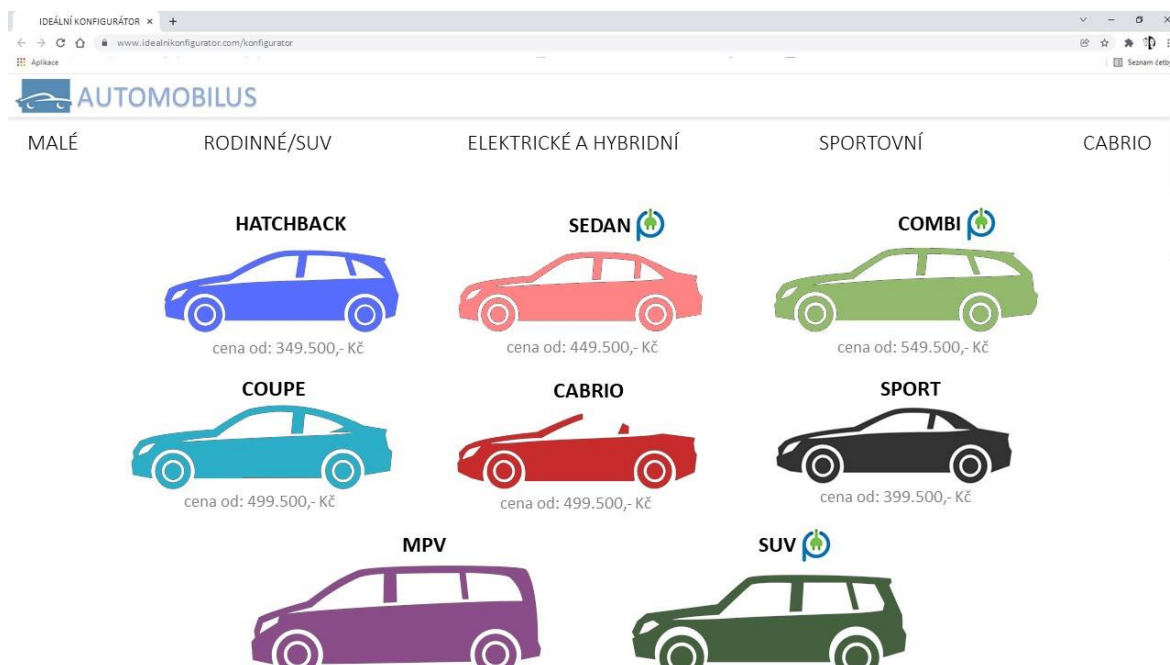 IDEÁLNÍ KONFIGURÁTOR
www.idealnikonfigurator.com/konfigurator
Aplikace
Seznam četby
AUTOMOBILUS
MALÉ RODINNÉ/SUV ELEKTRICKÉ A HYBRIDNÍ SPORTOVNÍ CABRIO
HATCHBACK SEDAN COMBI
cena od: 349.500,- Kč cena od: 449.500,- Kč cena od: 549.500,- Kč
COUPE CABRIO SPORT
cena od: 499.500,- Kč cena od: 499.500,- Kč cena od: 399.500,- Kč
MPV SUV